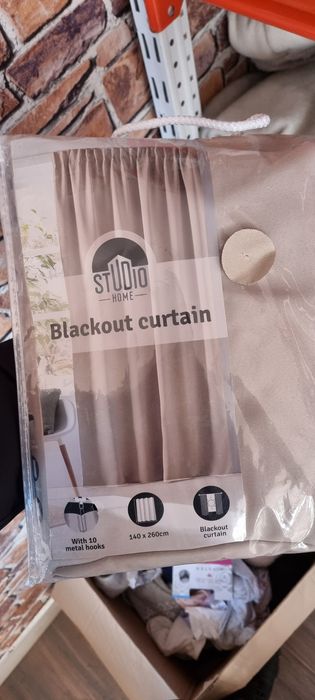 STUDIO
HOME
Blackout curtain
With 10
metal hooks
140 x 260cm
Blackout
curtain